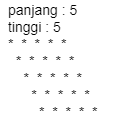 panjang : 5
tinggi : 5
* * * * *
  * * * * *
    * * * * *
      * * * * *
        * * * * *